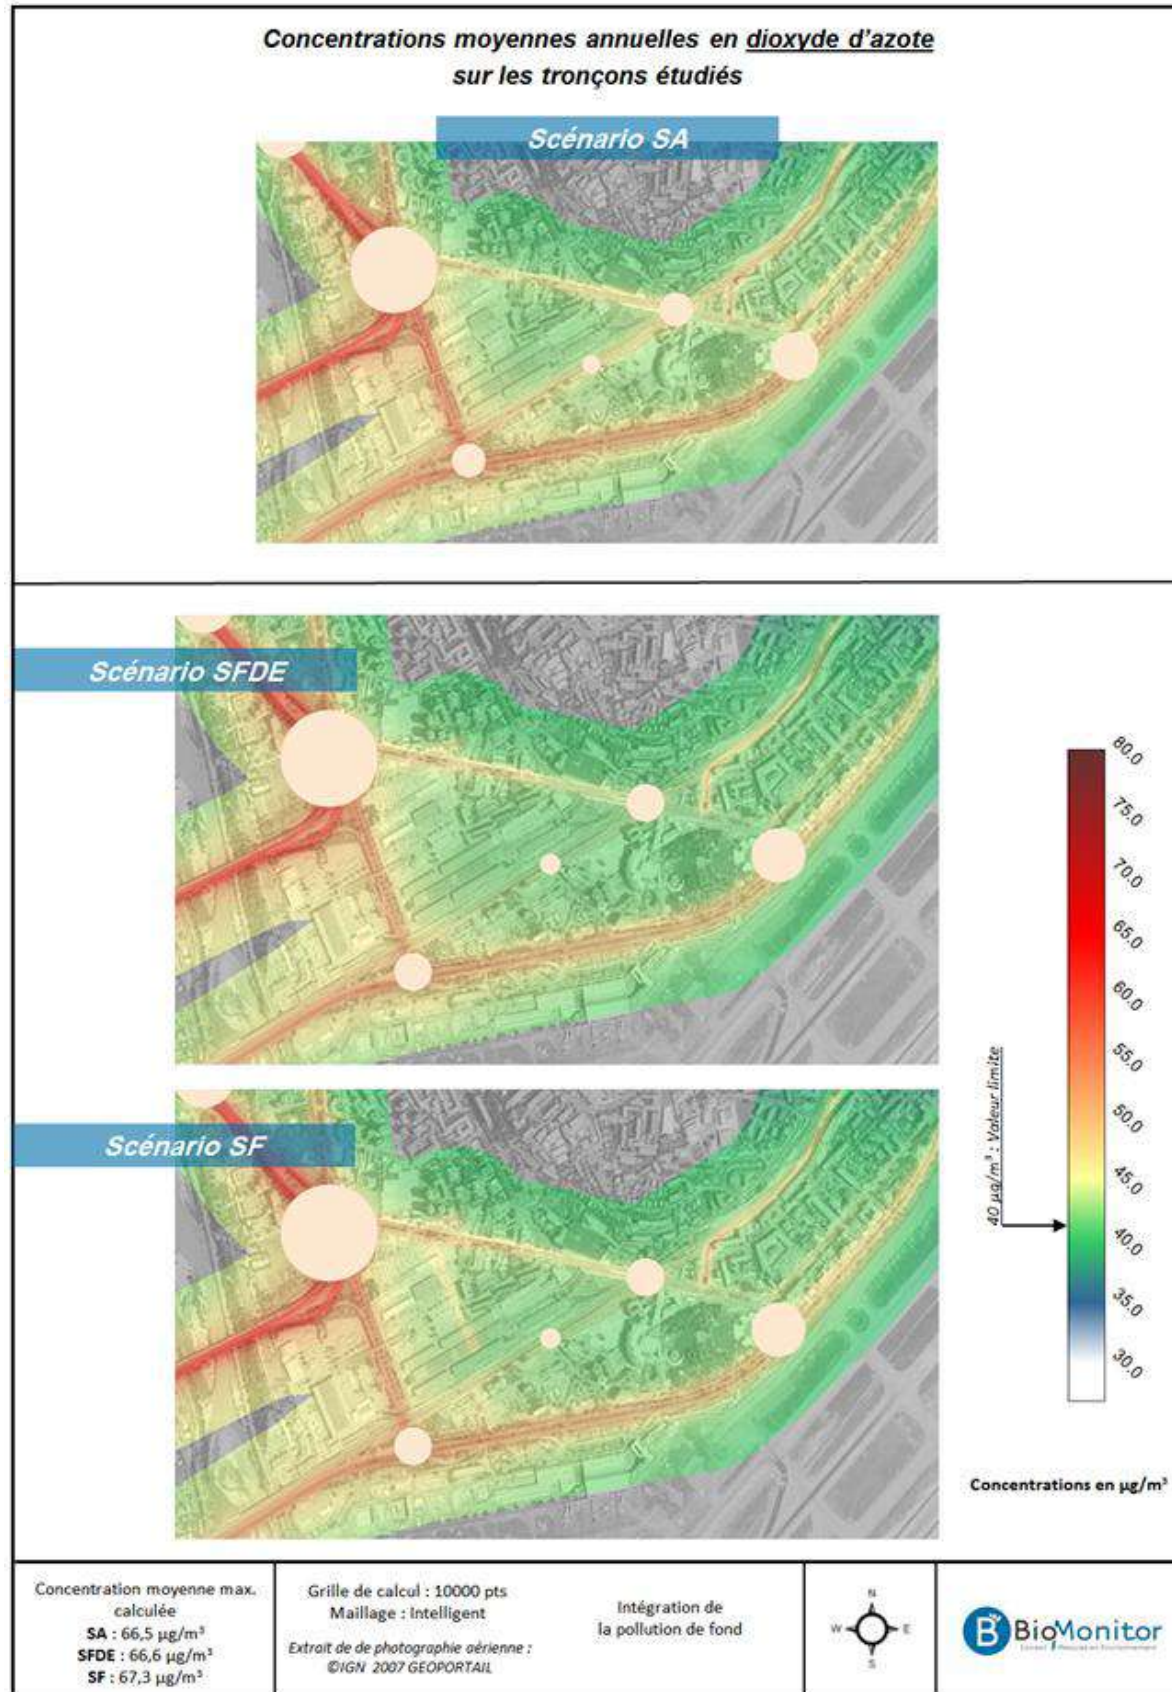 Concentrations moyennes annuelles en dioxyde d'azote
sur les tronçons étudiés
Scénario SA
Scénario SFDE
Scénario SF
80.0
75.0
70.0
65.0
60.0
55.0
50.0
45.0
40.0
35.0
30.0
40 µg/m³ : Valeur limite
Concentrations en µg/m³
Concentration moyenne max.
calculée
SA : 66,5 µg/m³
SFDE : 66,6 µg/m³
SF : 67,3 µg/m³
Grille de calcul : 10000 pts
Maillage : Intelligent
Extrait de de photographie aérienne :
©IGN 2007 GEOPORTAIL
Intégration de
la pollution de fond
N
W E
S
BioMonitor
Conseil Mesures en Environnement